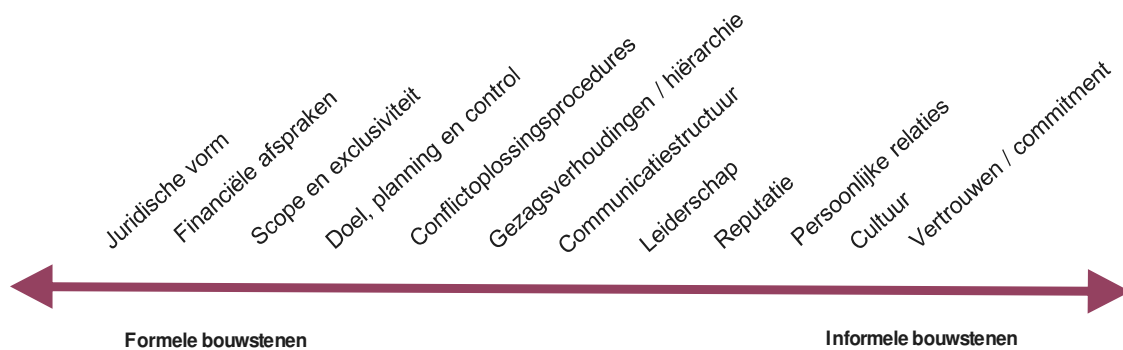 Juridische vorm
Financiële afspraken
Scope en exclusiviteit
Doel, planning en control
Conflictoplossingsprocedures
Gezagsverhoudingen / hiërarchie
Communicatiestructuur
Leiderschap
Reputatie
Persoonlijke relaties
Cultuur
Vertrouwen / commitment
Formele bouwstenen
Informele bouwstenen